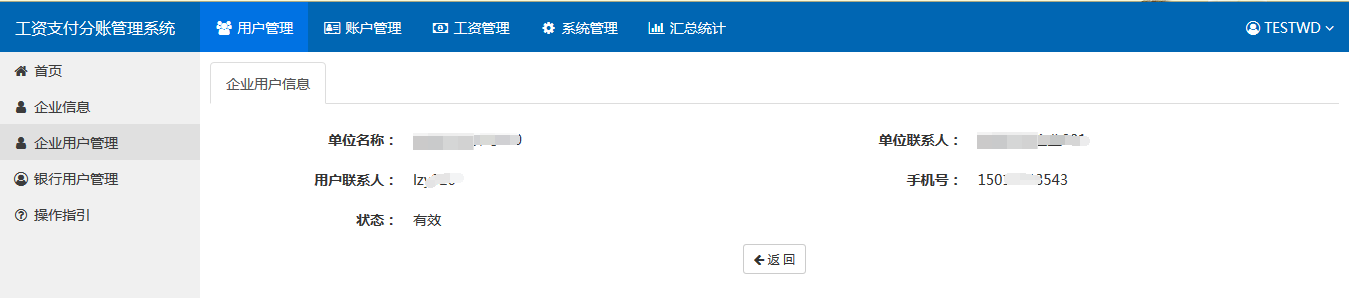 工资支付分账管理系统 用户管理 账户管理 工资管理 系统管理 汇总统计 TESTWD
首页
企业信息
企业用户管理
银行用户管理
操作指引
企业用户信息
单位名称： 单位联系人：
用户联系人： 手机号：
状态： 有效
返 回